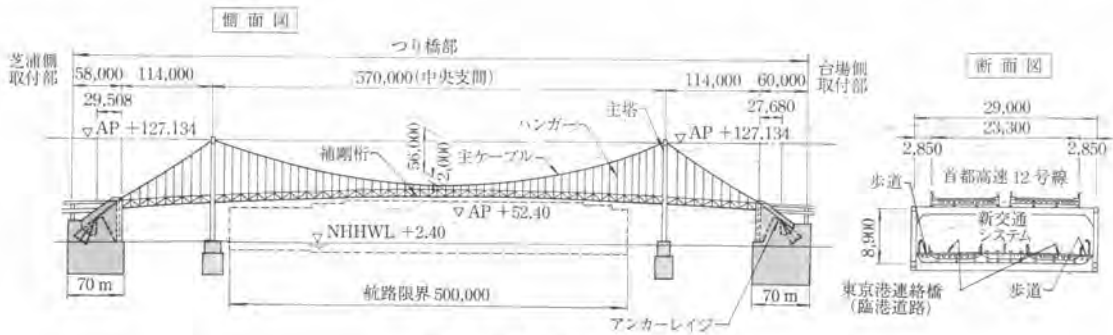 側面図
つり橋部
芝浦側
取付部
58,000
114,000
570,000(中央支間)
114,000
60,000
台場側
取付部
29,508
27,680
▽AP +127.134
主塔
▽AP +127.134
ハンガー
補剛桁
56,000
2,000
主ケーブル
▽AP +52.40
▽NHHWL +2.40
70 m
航路限界500,000
70 m
アンカーレイジ
断面図
29,000
23,300
2,850
2,850
首都高速12号線
歩道
新交通
システム
8,900
東京港連絡橋
(臨港道路)
歩道